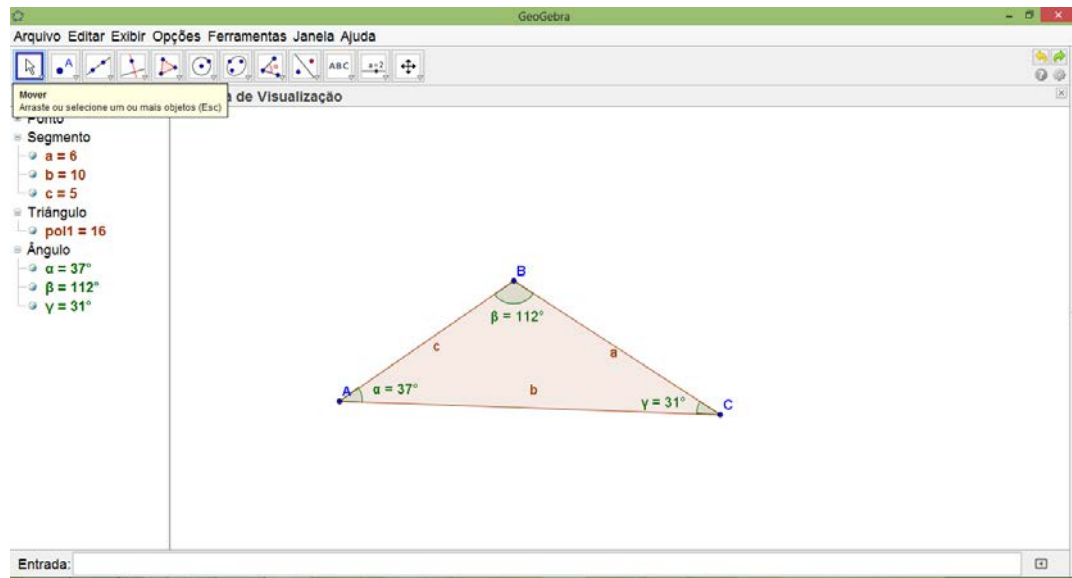 GeoGebra
Arquivo Editar Exibir Opções Ferramentas Janela Ajuda
A
ABC
a=2
Mover
Arraste ou selecione um ou mais objetos (Esc)
de Visualização
Ponto
Segmento
a = 6
b = 10
c = 5
Triângulo
pol1 = 16
Ângulo
α = 37°
β = 112°
γ = 31°
B
β = 112°
c
a
A
α = 37°
b
γ = 31°
C
Entrada: